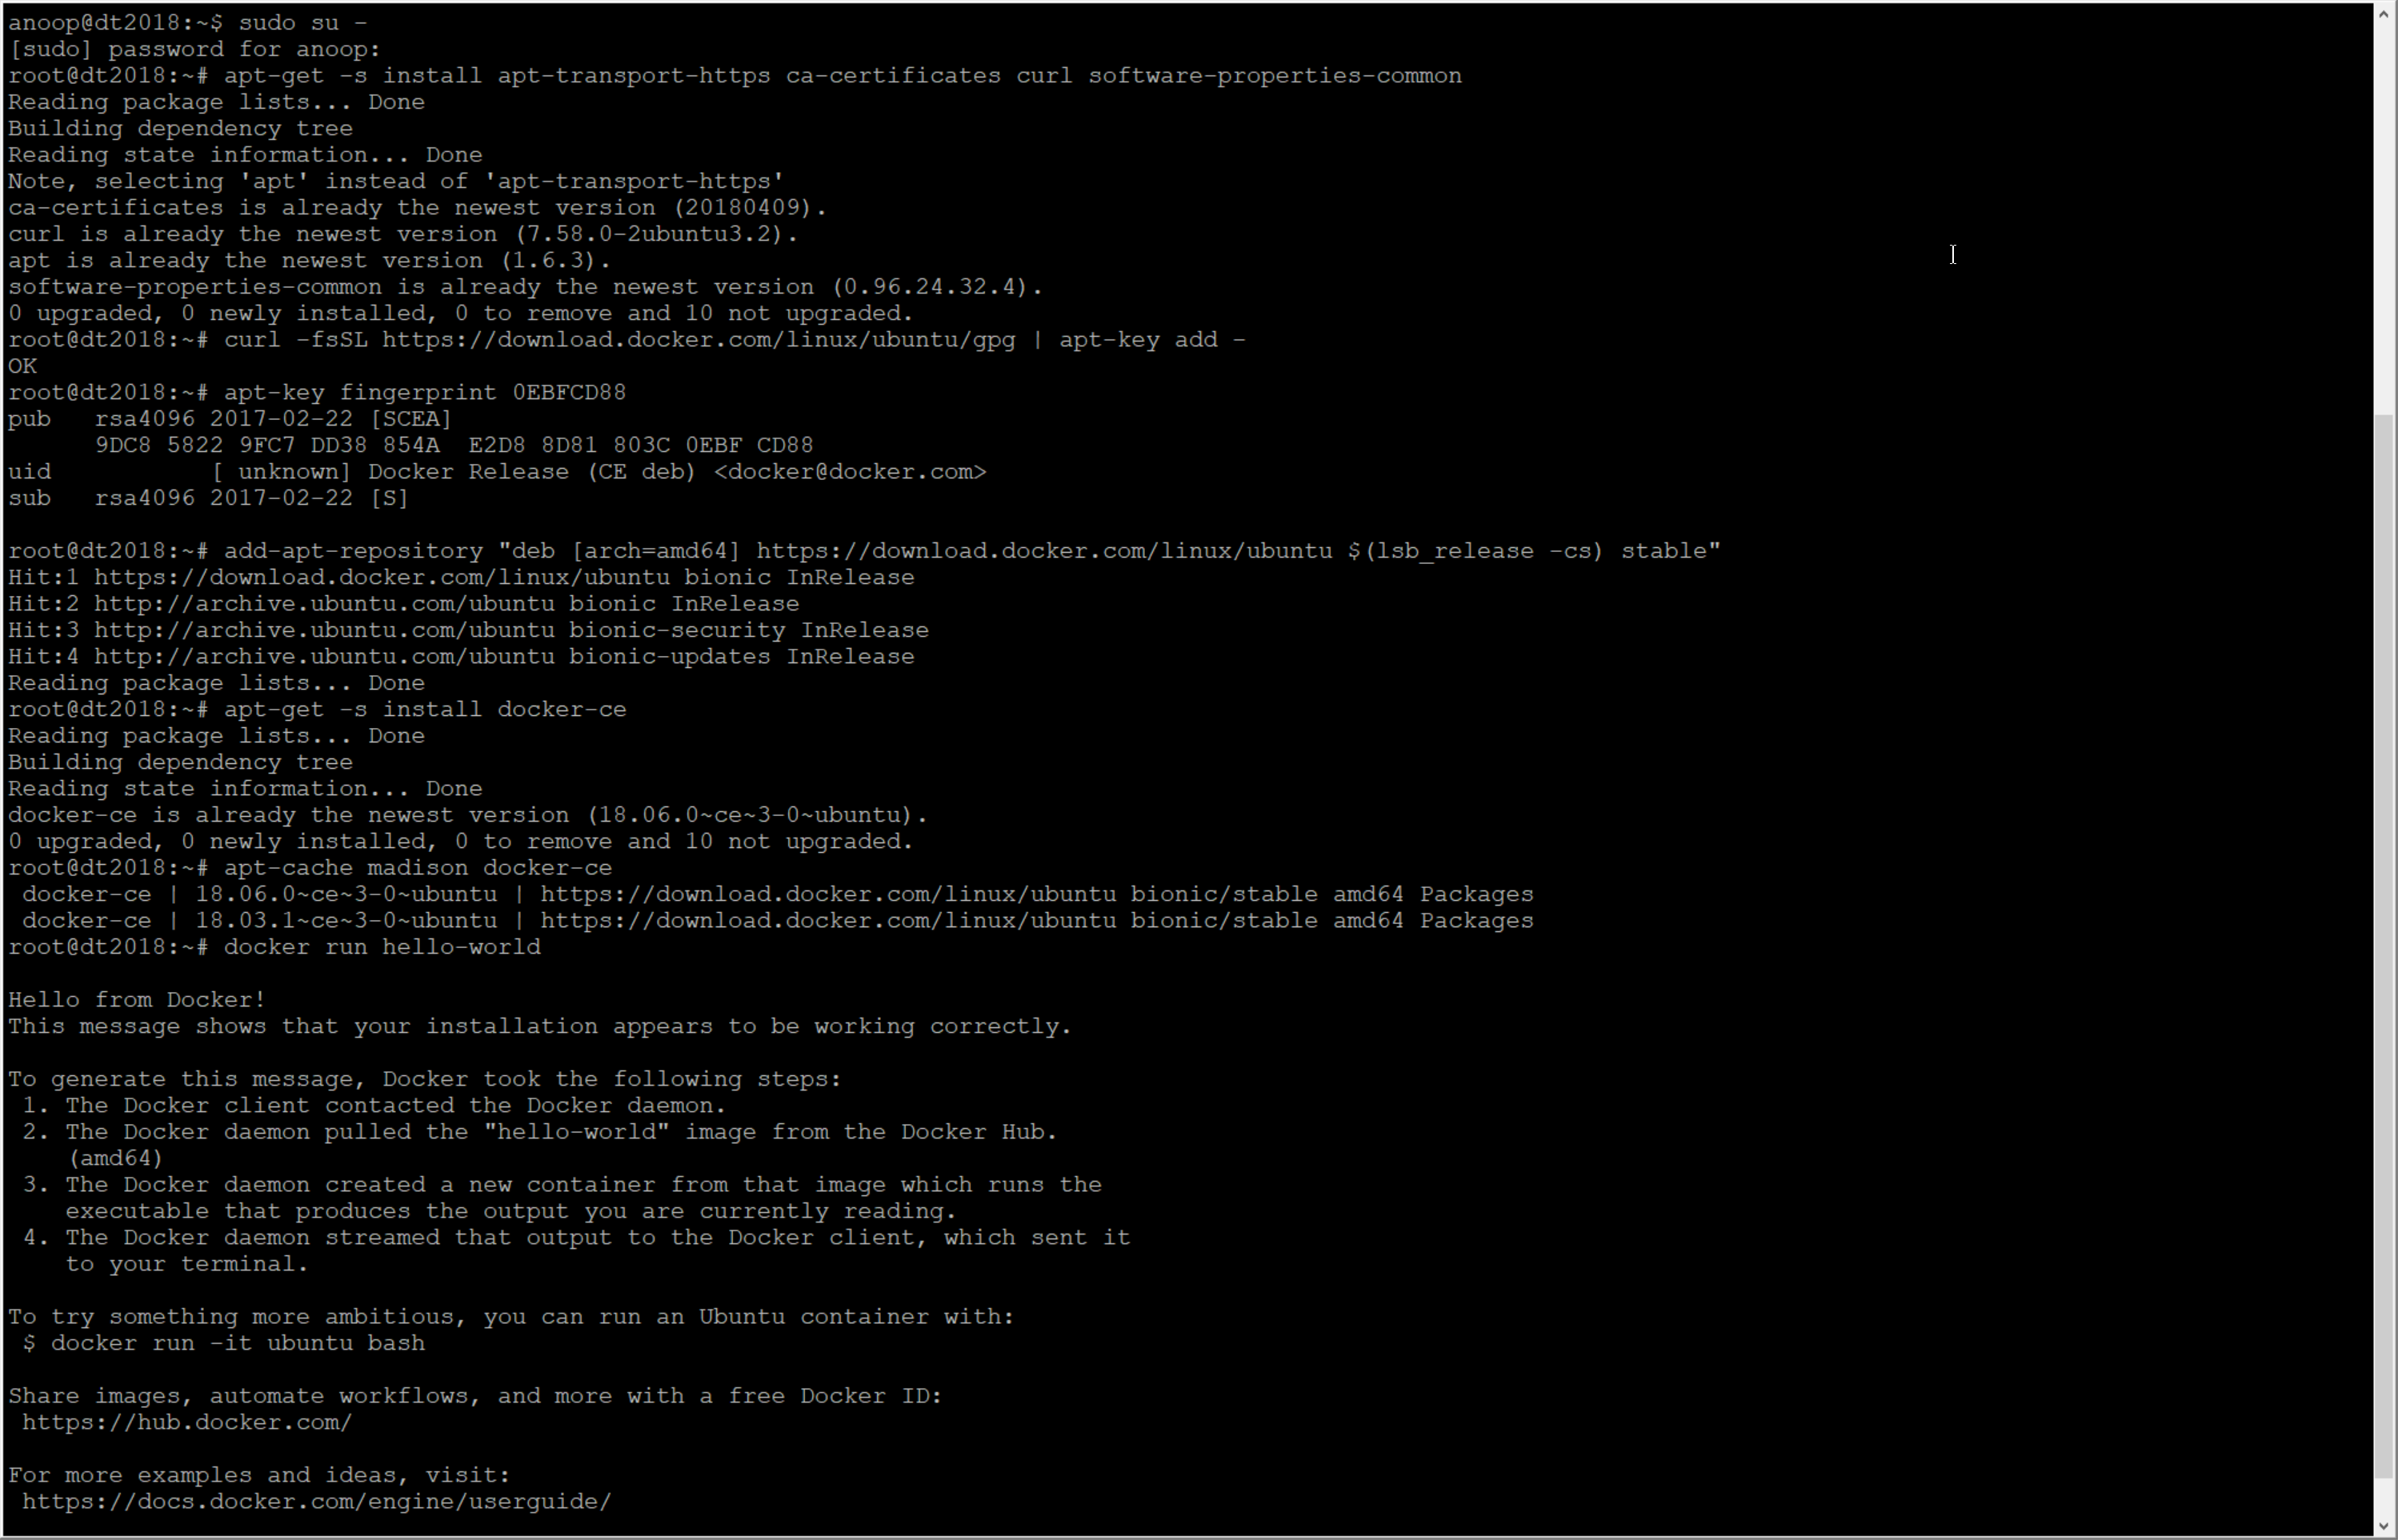 anoop@dt2018:~$ sudo su -
[sudo] password for anoop:
root@dt2018:~# apt-get -s install apt-transport-https ca-certificates curl software-properties-common
Reading package lists... Done
Building dependency tree
Reading state information... Done
Note, selecting 'apt' instead of 'apt-transport-https'
ca-certificates is already the newest version (20180409).
curl is already the newest version (7.58.0-2ubuntu3.2).
apt is already the newest version (1.6.3).
software-properties-common is already the newest version (0.96.24.32.4).
0 upgraded, 0 newly installed, 0 to remove and 10 not upgraded.
root@dt2018:~# curl -fsSL https://download.docker.com/linux/ubuntu/gpg | apt-key add -
OK
root@dt2018:~# apt-key fingerprint 0EBFCD88
pub   rsa4096 2017-02-22 [SCEA]
      9DC8 5822 9FC7 DD38 854A  E2D8 8D81 803C 0EBF CD88
uid           [ unknown] Docker Release (CE deb) <docker@docker.com>
sub   rsa4096 2017-02-22 [S]

root@dt2018:~# add-apt-repository "deb [arch=amd64] https://download.docker.com/linux/ubuntu $(lsb_release -cs) stable"
Hit:1 https://download.docker.com/linux/ubuntu bionic InRelease
Hit:2 http://archive.ubuntu.com/ubuntu bionic InRelease
Hit:3 http://archive.ubuntu.com/ubuntu bionic-security InRelease
Hit:4 http://archive.ubuntu.com/ubuntu bionic-updates InRelease
Reading package lists... Done
root@dt2018:~# apt-get -s install docker-ce
Reading package lists... Done
Building dependency tree
Reading state information... Done
docker-ce is already the newest version (18.06.0~ce~3-0~ubuntu).
0 upgraded, 0 newly installed, 0 to remove and 10 not upgraded.
root@dt2018:~# apt-cache madison docker-ce
 docker-ce | 18.06.0~ce~3-0~ubuntu | https://download.docker.com/linux/ubuntu bionic/stable amd64 Packages
 docker-ce | 18.03.1~ce~3-0~ubuntu | https://download.docker.com/linux/ubuntu bionic/stable amd64 Packages
root@dt2018:~# docker run hello-world

Hello from Docker!
This message shows that your installation appears to be working correctly.

To generate this message, Docker took the following steps:
 1. The Docker client contacted the Docker daemon.
 2. The Docker daemon pulled the "hello-world" image from the Docker Hub.
    (amd64)
 3. The Docker daemon created a new container from that image which runs the
    executable that produces the output you are currently reading.
 4. The Docker daemon streamed that output to the Docker client, which sent it
    to your terminal.

To try something more ambitious, you can run an Ubuntu container with:
 $ docker run -it ubuntu bash

Share images, automate workflows, and more with a free Docker ID:
 https://hub.docker.com/

For more examples and ideas, visit:
 https://docs.docker.com/engine/userguide/